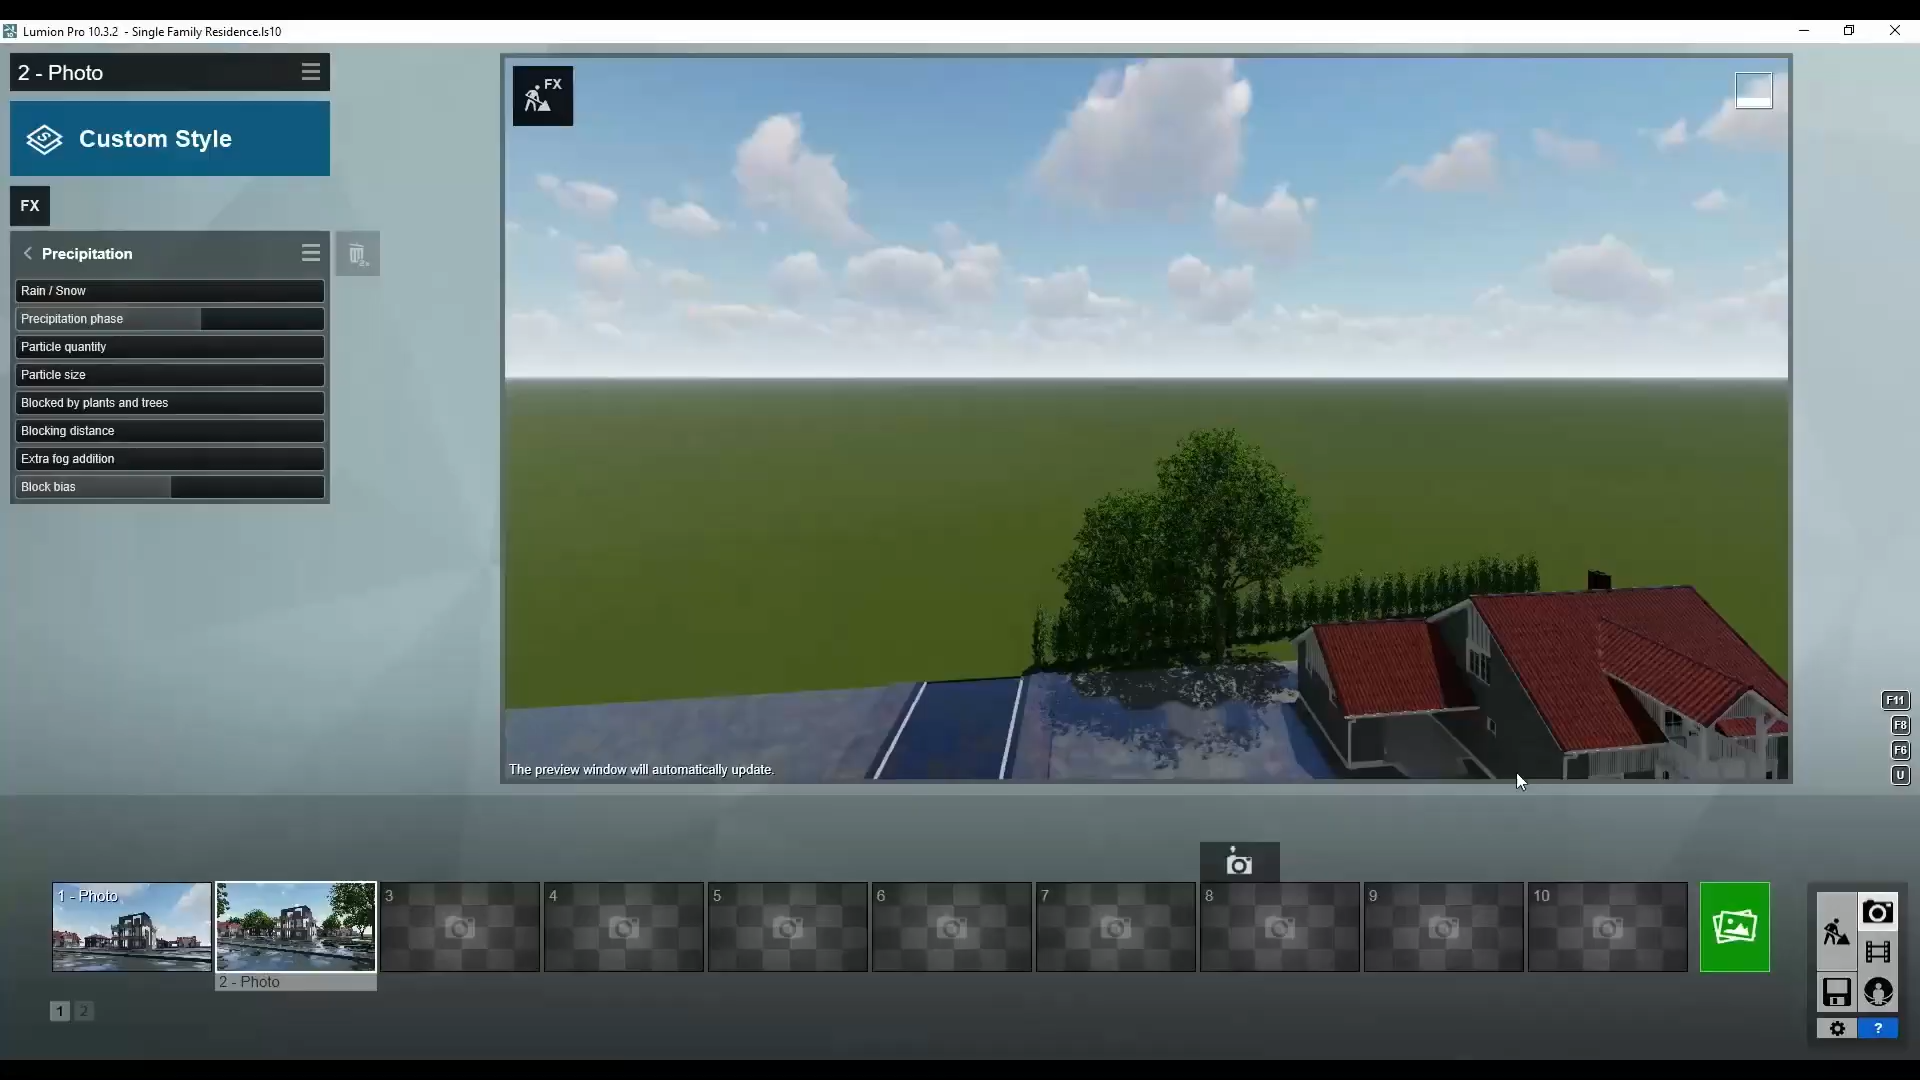 Lumion Pro 10.3.2 - Single Family Residence.ls10
2 - Photo
Custom Style
FX
Precipitation
Rain / Snow
Precipitation phase
Particle quantity
Particle size
Blocked by plants and trees
Blocking distance
Extra fog addition
Block bias
FX
The preview window will automatically update.
F11
F8
F6
U
1 - Photo
3
4
5
6
7
8
9
10
2 - Photo
1
2
?